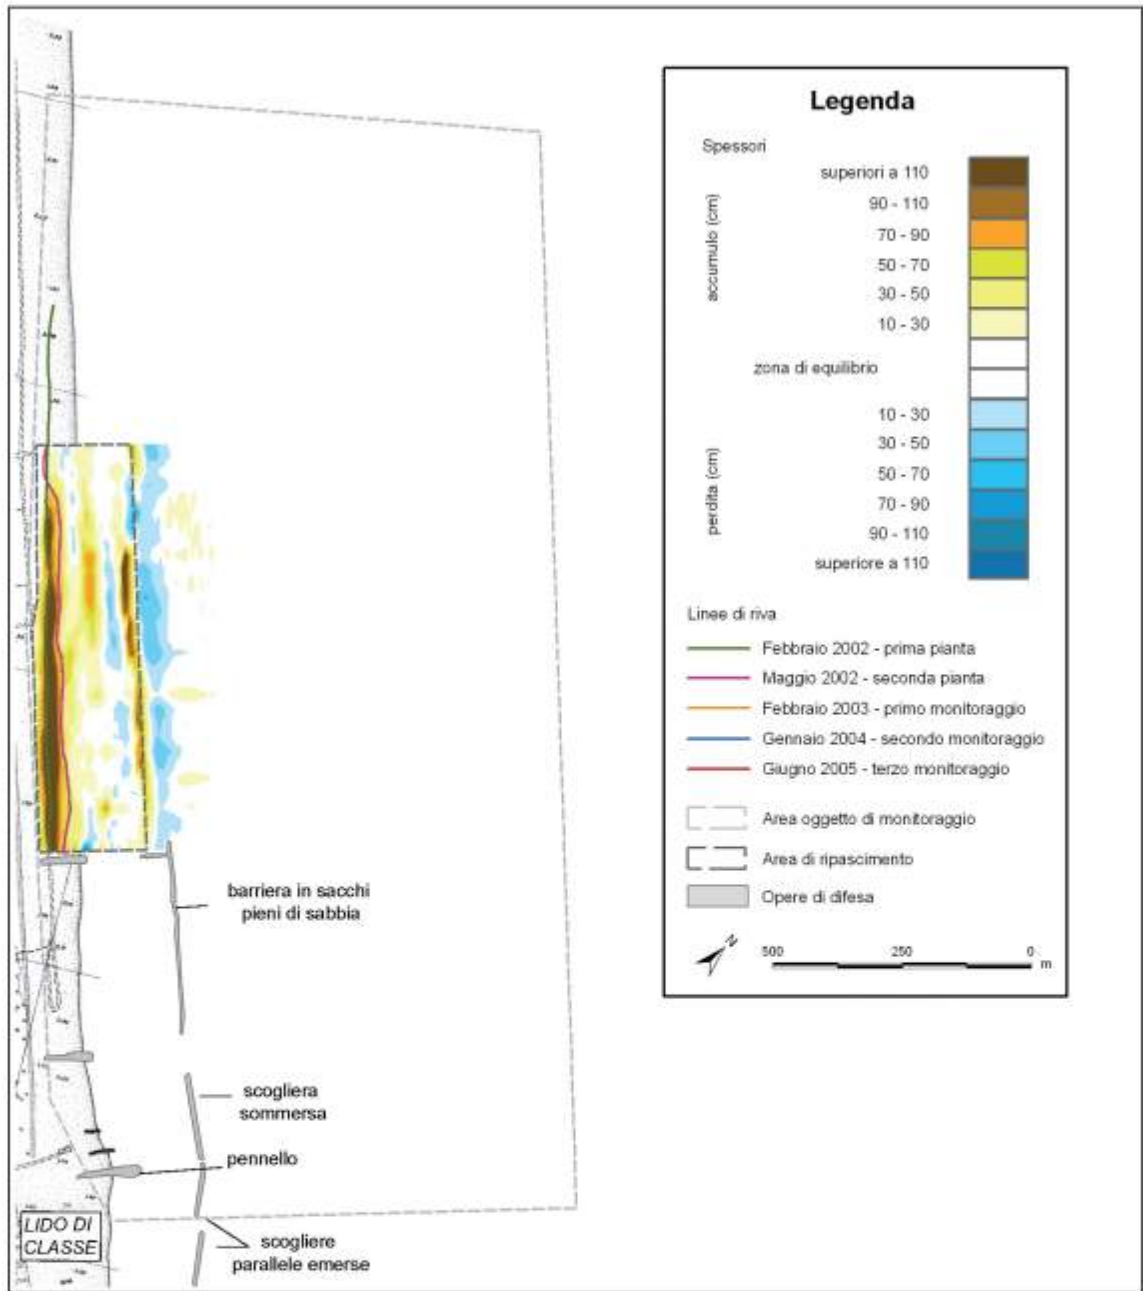 Legenda
Spessori
accumulo (cm)
superiori a 110
90 - 110
70 - 90
50 - 70
30 - 50
10 - 30
zona di equilibrio
perdita (cm)
10 - 30
30 - 50
50 - 70
70 - 90
90 - 110
superiore a 110
Linee di riva
Febbraio 2002 - prima pianta
Maggio 2002 - seconda pianta
Febbraio 2003 - primo monitoraggio
Gennaio 2004 - secondo monitoraggio
Giugno 2005 - terzo monitoraggio
Area oggetto di monitoraggio
Area di ripascimento
Opere di difesa
N
500 250 0
m
barriera in sacchi
pieni di sabbia
scogliera
sommersa
pennello
scogliere
parallele emerse
LIDO DI
CLASSE